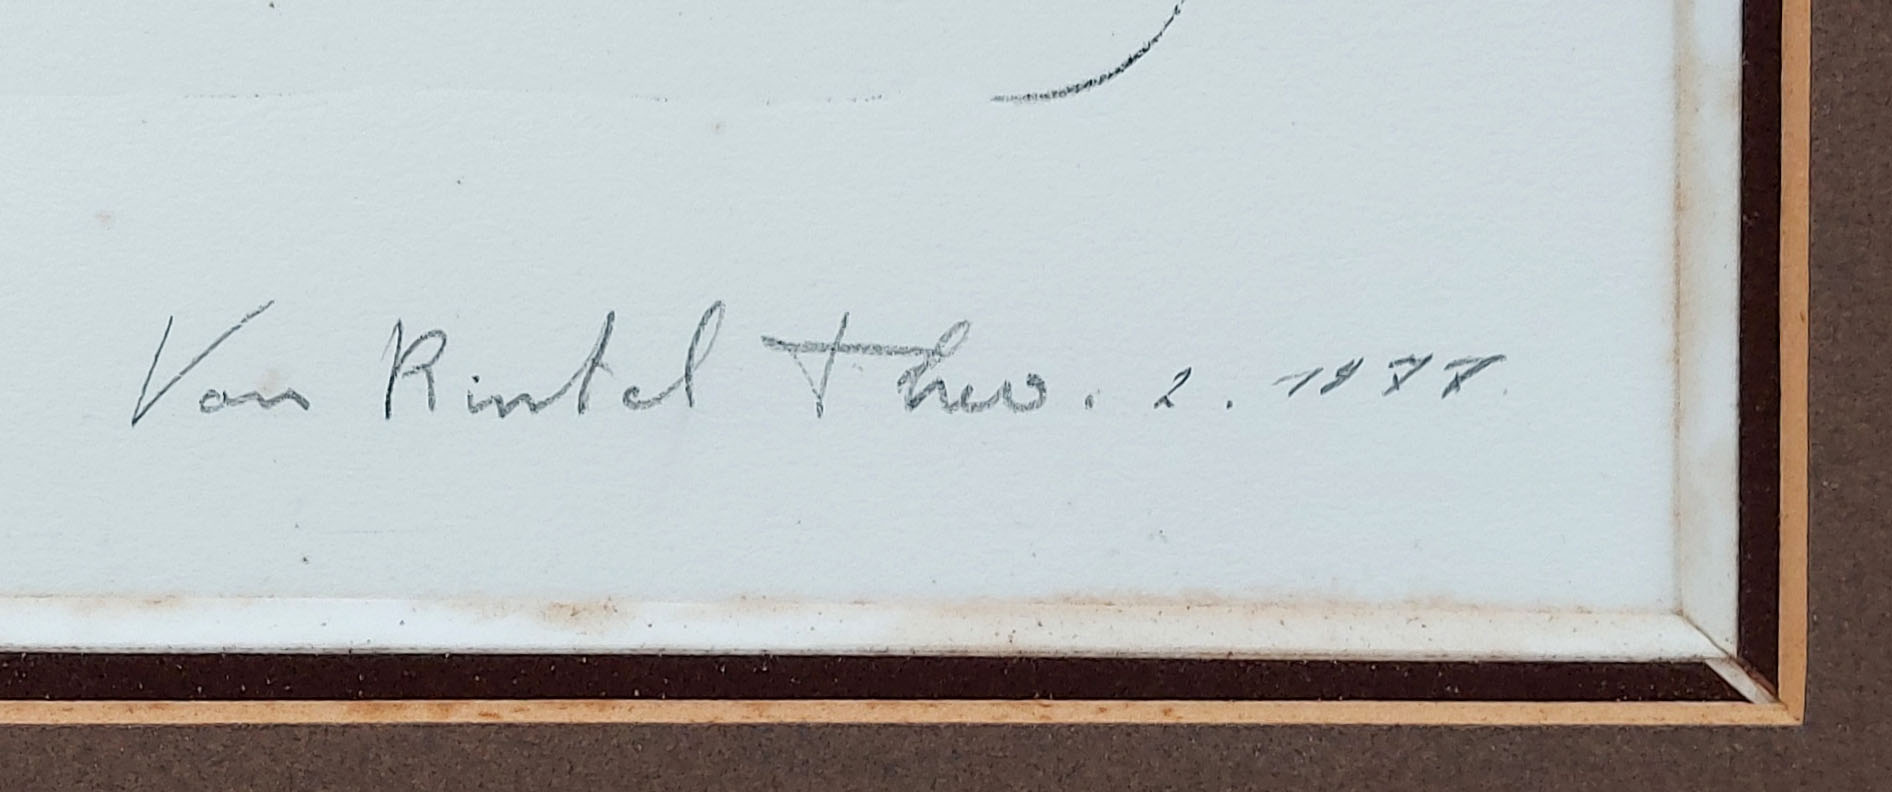 Van Rintel Theo. 2. 1977.